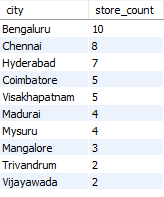 city store_count
Bengaluru 10
Chennai 8
Hyderabad 7
Coimbatore 5
Visakhapatnam 5
Madurai 4
Mysuru 4
Mangalore 3
Trivandrum 2
Vijayawada 2